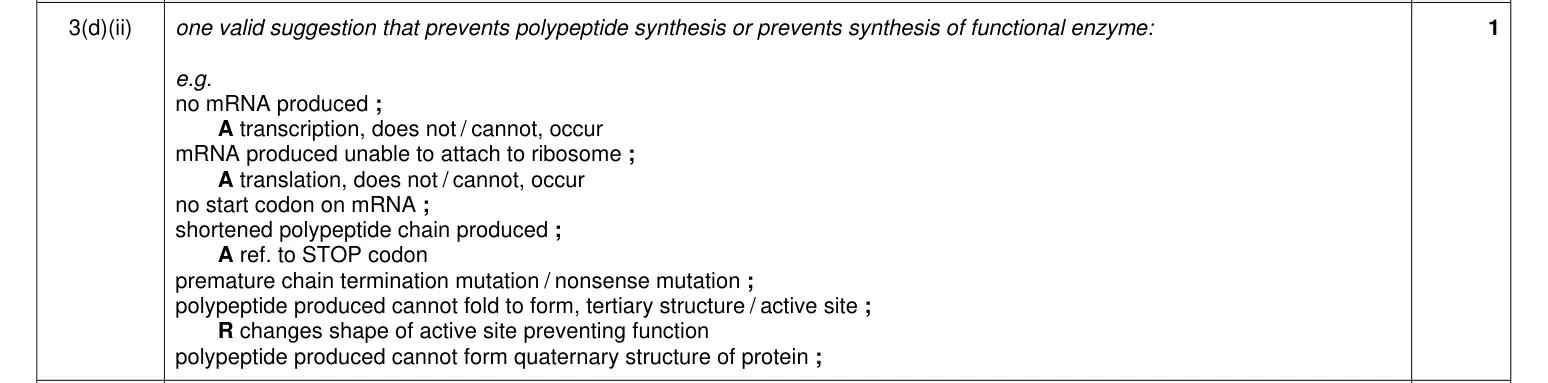 3(d)(ii) one valid suggestion that prevents polypeptide synthesis or prevents synthesis of functional enzyme: 1
e.g.
no mRNA produced ;
A transcription, does not / cannot, occur
mRNA produced unable to attach to ribosome ;
A translation, does not / cannot, occur
no start codon on mRNA ;
shortened polypeptide chain produced ;
A ref. to STOP codon
premature chain termination mutation / nonsense mutation ;
polypeptide produced cannot fold to form, tertiary structure / active site ;
R changes shape of active site preventing function
polypeptide produced cannot form quaternary structure of protein ;